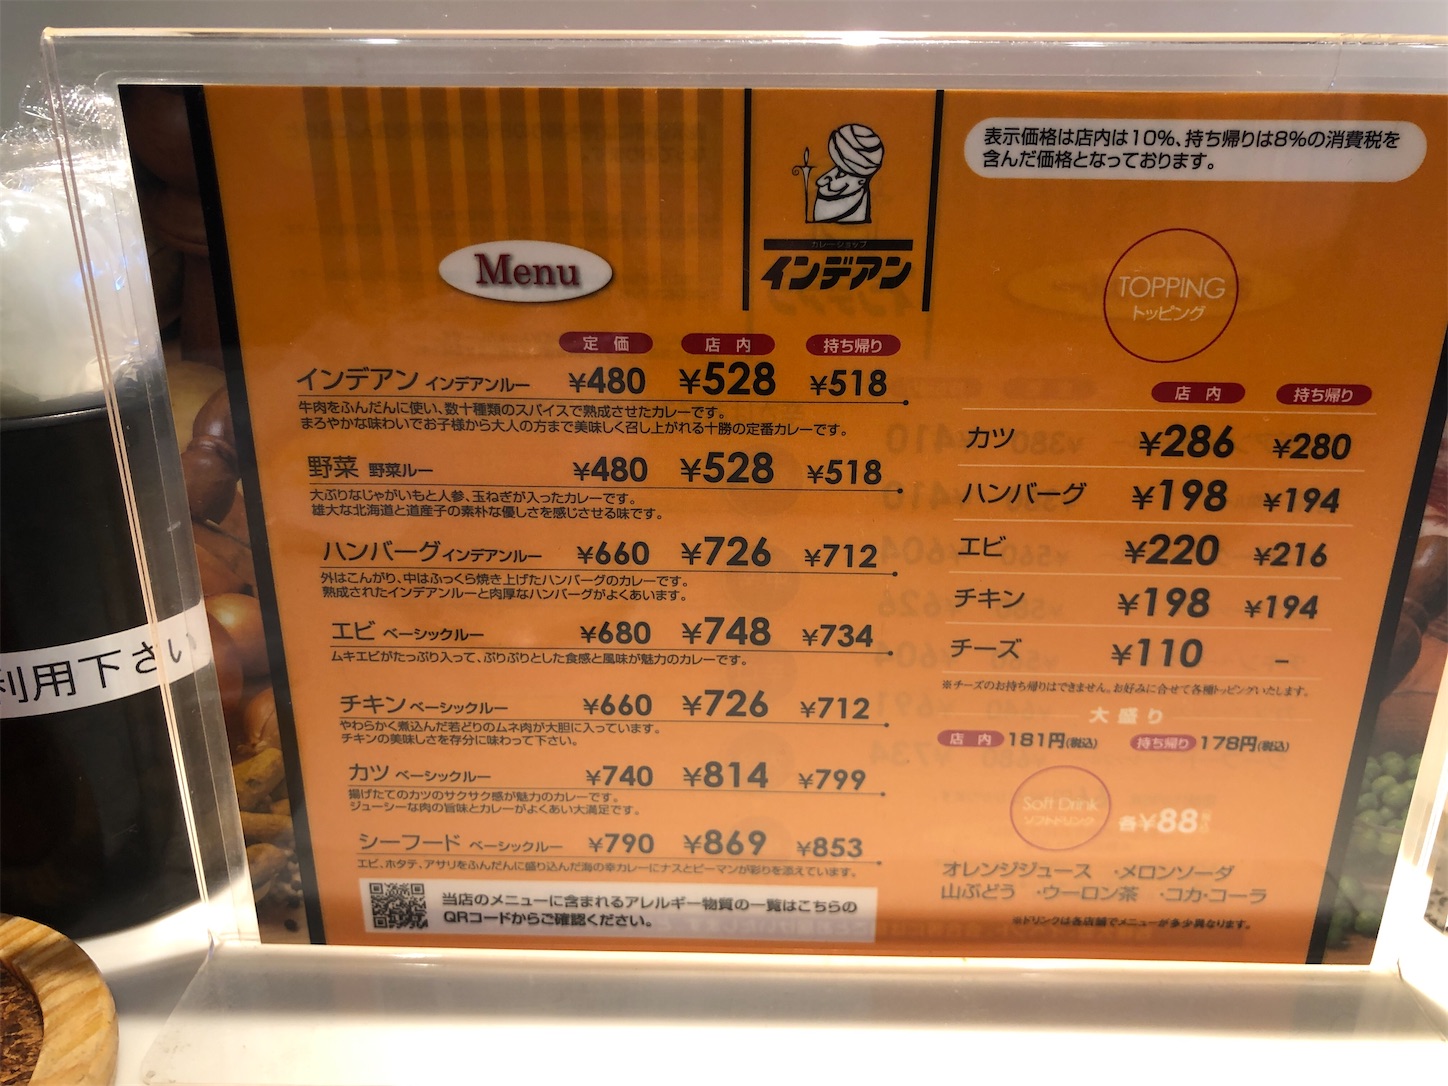 表示価格は店内は10%、持ち帰りは8%の消費税を
含んだ価格となっております。
カレーショップ
インデアン
Menu
定価 店内 持ち帰り
インデアン インデアンルー ¥480 ¥528 ¥518
牛肉をふんだんに使い、数十種類のスパイスで熟成させたカレーです。
まろやかな味わいでお子様から大人の方まで美味しく召し上がれる十勝の定番カレーです。
野菜 野菜ルー ¥480 ¥528 ¥518
大ぶりなじゃがいもと人参、玉ねぎが入ったカレーです。
雄大な北海道と道産子の素朴な優しさを感じさせる味です。
ハンバーグ インデアンルー ¥660 ¥726 ¥712
外はこんがり、中はふっくら焼き上げたハンバーグのカレーです。
熟成されたインデアンルーと肉厚なハンバーグがよくあいます。
エビ ベーシックルー ¥680 ¥748 ¥734
ムキエビがたっぷり入って、ぷりぷりとした食感と風味が魅力のカレーです。
チキン ベーシックルー ¥660 ¥726 ¥712
やわらかく煮込んだ若どりのムネ肉が大胆に入っています。
チキンの美味しさを存分に味わって下さい。
カツ ベーシックルー ¥740 ¥814 ¥799
揚げたてのカツのサクサク感が魅力のカレーです。
ジューシーな肉の旨味とカレーがよくあい大満足です。
シーフード ベーシックルー ¥790 ¥869 ¥853
エビ、ホタテ、アサリをふんだんに盛り込んだ海の幸カレーにナスとピーマンが彩りを添えています。
当店のメニューに含まれるアレルギー物質の一覧はこちらの
QRコードからご確認ください。
TOPPING
トッピング
店内 持ち帰り
カツ ¥286 ¥280
ハンバーグ ¥198 ¥194
エビ ¥220 ¥216
チキン ¥198 ¥194
チーズ ¥110 –
※チーズのお持ち帰りはできません。お好みに合せて各種トッピングいたします。
大盛り
店内 181円(税込) 持ち帰り 178円(税込)
Soft Drink
ソフトドリンク
各¥88
オレンジジュース ・メロンソーダ
山ぶどう ・ウーロン茶 ・コカ・コーラ
※ドリンクは各店舗でメニューが多少異なります。
利用下さい